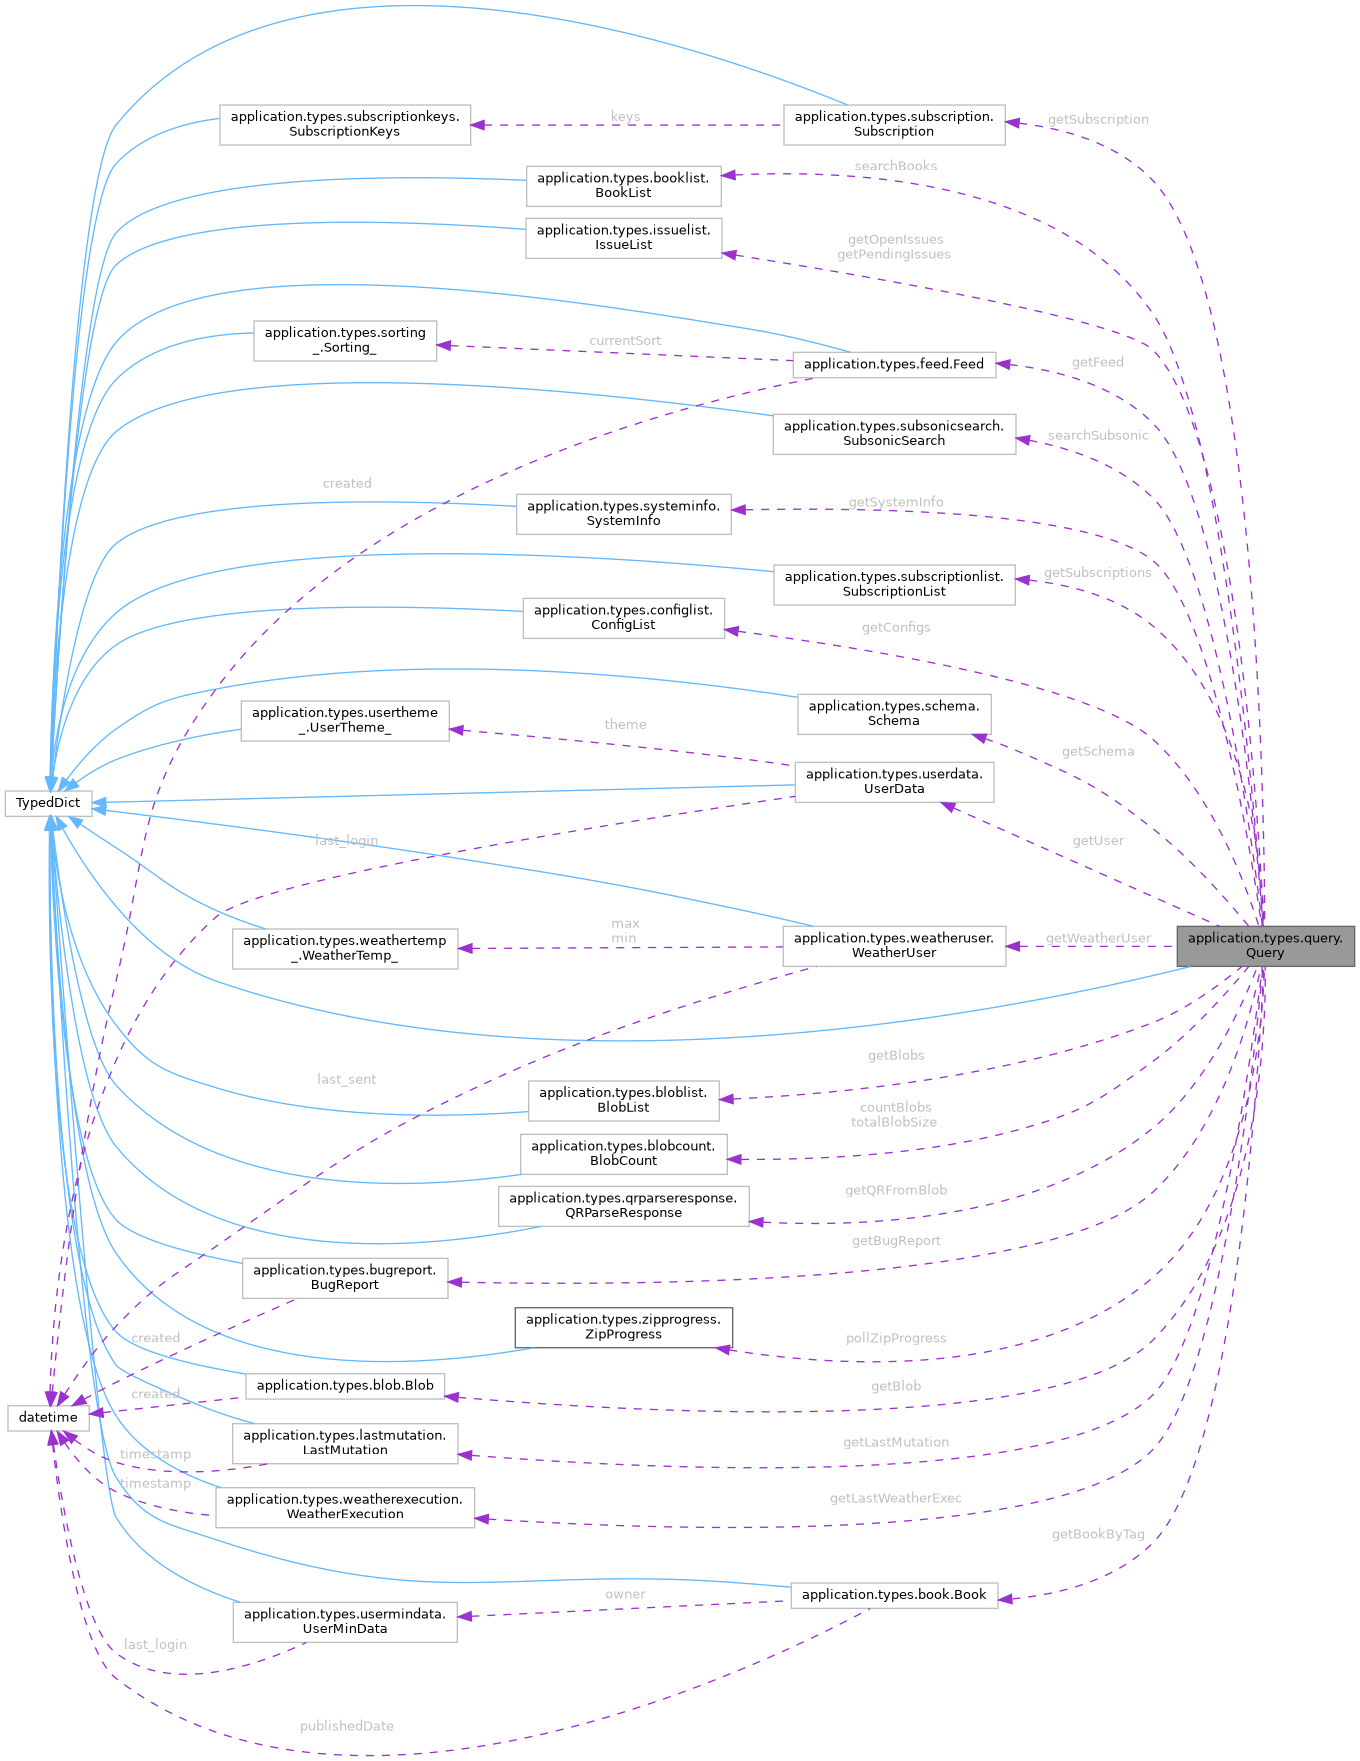 application.types.subscriptionkeys.
SubscriptionKeys
keys
application.types.subscription.
Subscription
getSubscription
searchBooks
application.types.booklist.
BookList
application.types.issuelist.
IssueList
getOpenIssues
getPendingIssues
application.types.sorting
_.Sorting_
currentSort
application.types.feed.Feed
getFeed
application.types.subsonicsearch.
SubsonicSearch
searchSubsonic
created
application.types.systeminfo.
SystemInfo
getSystemInfo
application.types.subscriptionlist.
SubscriptionList
getSubscriptions
application.types.configlist.
ConfigList
getConfigs
application.types.schema.
Schema
getSchema
application.types.usertheme
_.UserTheme_
theme
application.types.userdata.
UserData
getUser
TypedDict
last_login
application.types.weathertemp
_.WeatherTemp_
max
min
application.types.weatheruser.
WeatherUser
getWeatherUser
application.types.query.
Query
last_sent
application.types.bloblist.
BlobList
getBlobs
application.types.blobcount.
BlobCount
countBlobs
totalBlobSize
application.types.qrparseresponse.
QRParseResponse
getQRFromBlob
application.types.bugreport.
BugReport
getBugReport
created
application.types.zipprogress.
ZipProgress
pollZipProgress
created
application.types.blob.Blob
getBlob
datetime
application.types.lastmutation.
LastMutation
getLastMutation
timestamp
timestamp
application.types.weatherexecution.
WeatherExecution
getLastWeatherExec
getBookByTag
application.types.usermindata.
UserMinData
owner
application.types.book.Book
last_login
publishedDate